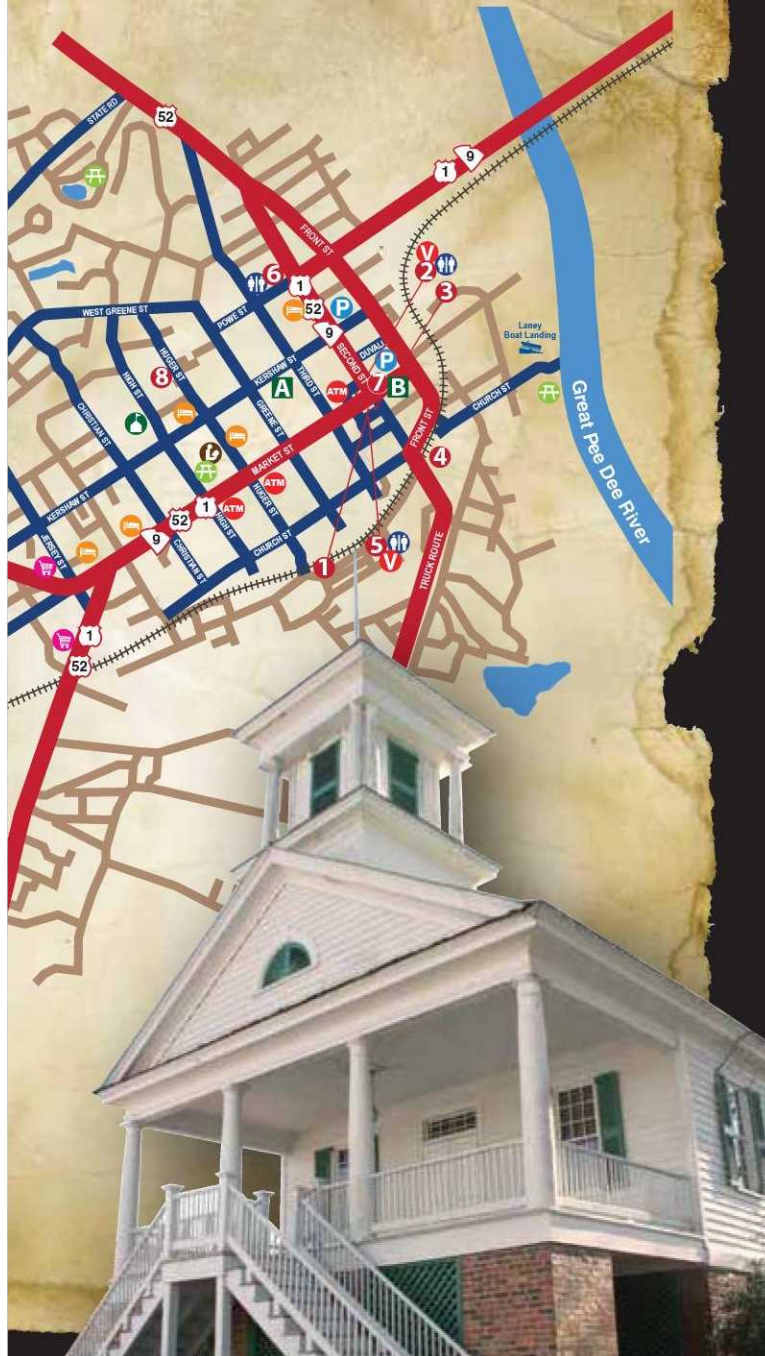 52
STATE RD
1
9
FRONT ST
V
2
6
3
1
52
P
9
WEST GREENE ST
POWE ST
SECOND ST
DUVALL
P
Laney
Boat Landing
HUGER ST
8
HIGH ST
KERSHAW ST
A
THIRD ST
ATM
7
B
CHURCH ST
Great Pee Dee River
CHRISTIAN ST
GREENE ST
FRONT ST
MARKET ST
4
KERSHAW ST
ATM
HUGER ST
1
ATM
52
HIGH ST
9
CHURCH ST
JERSEY ST
CHRISTIAN ST
5
V
1
TRUCK ROUTE
1
52